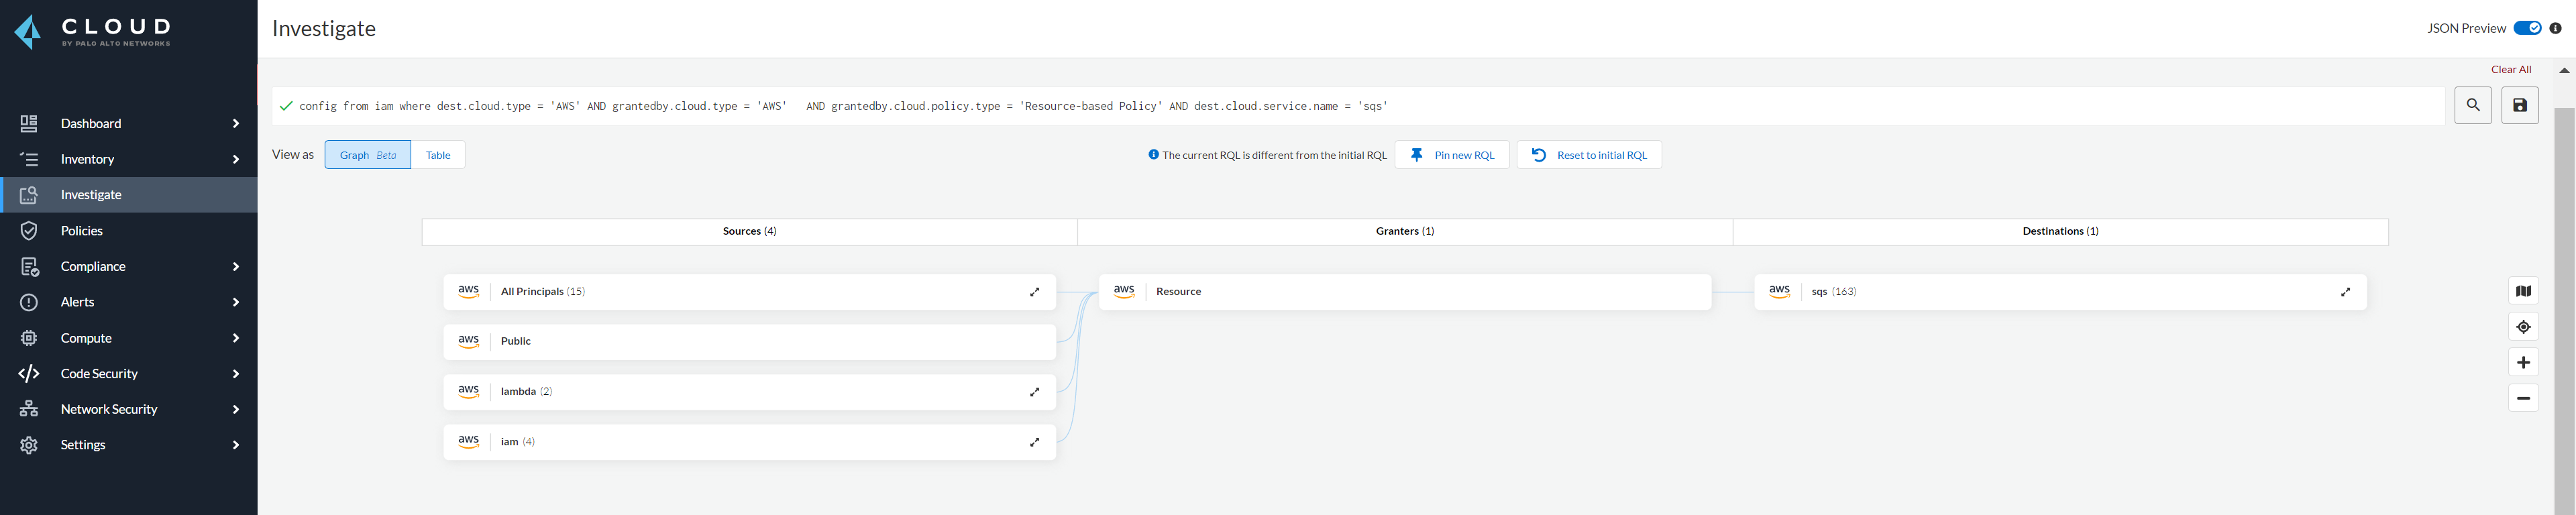 CLOUD
BY PALO ALTO NETWORKS
Dashboard
Inventory
Investigate
Policies
Compliance
Alerts
Compute
Code Security
Network Security
Settings
Investigate
JSON Preview
Clear All
config from iam where dest.cloud.type = 'AWS' AND grantedby.cloud.type = 'AWS' AND grantedby.cloud.policy.type = 'Resource-based Policy' AND dest.cloud.service.name = 'sqs'
View as Graph Beta Table
The current RQL is different from the initial RQL Pin new RQL Reset to initial RQL
Sources (4) Granters (1) Destinations (1)
aws All Principals (15) aws Resource aws sqs (163)
aws Public
aws lambda (2)
aws iam (4)